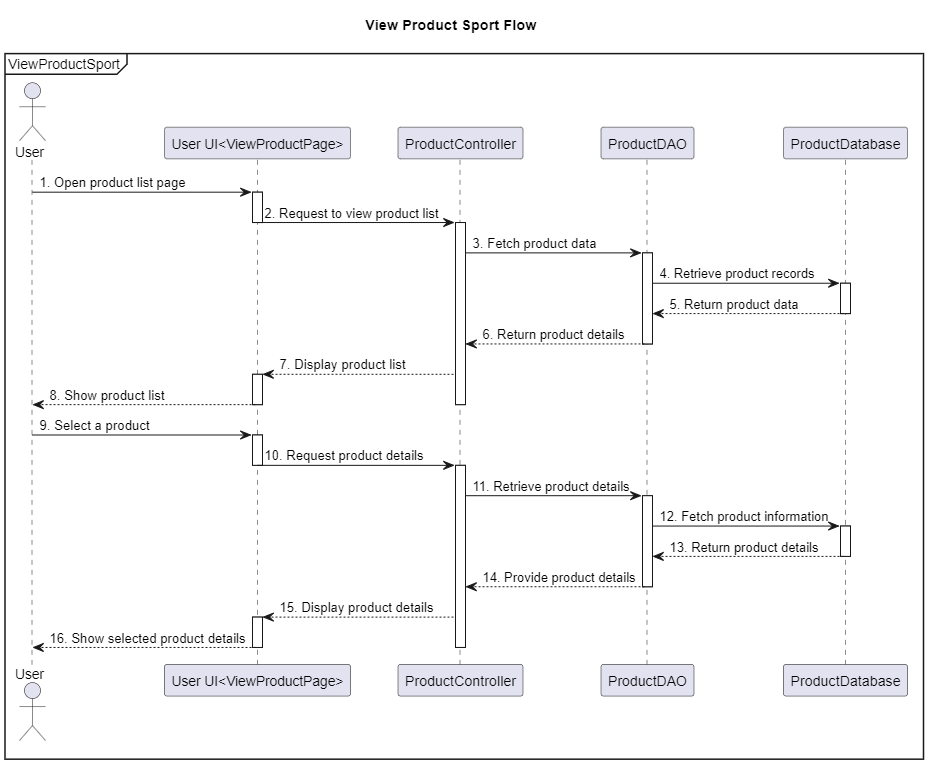 View Product Sport Flow
ViewProductSport
User
User UI<ViewProductPage>
ProductController
ProductDAO
ProductDatabase
1. Open product list page
2. Request to view product list
3. Fetch product data
4. Retrieve product records
5. Return product data
6. Return product details
7. Display product list
8. Show product list
9. Select a product
10. Request product details
11. Retrieve product details
12. Fetch product information
13. Return product details
14. Provide product details
15. Display product details
16. Show selected product details
User
User UI<ViewProductPage>
ProductController
ProductDAO
ProductDatabase